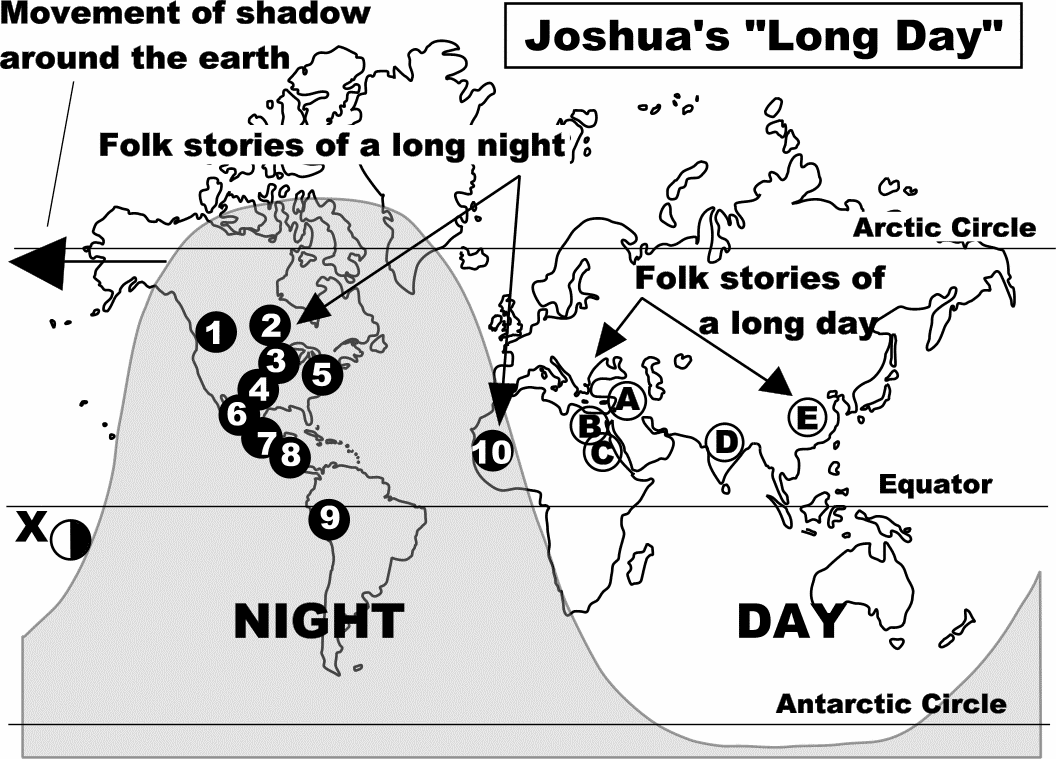 Movement of shadow
around the earth
Joshua's "Long Day"
Folk stories of a long night
Arctic Circle
Folk stories of
a long day
1
2
3
4
5
6
7
8
9
10
A
B
C
D
E
Equator
X
NIGHT
DAY
Antarctic Circle